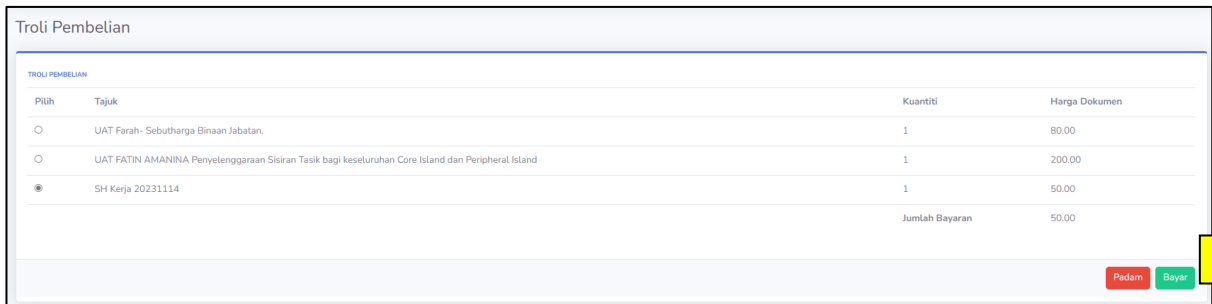 Troli Pembelian
TROLI PEMBELIAN
Pilih Tajuk Kuantiti Harga Dokumen
UAT Farah- Sebutharga Binaan Jabatan. 1 80.00
UAT FATIN AMANINA Penyelenggaraan Sisiran Tasik bagi keseluruhan Core Island dan Peripheral Island 1 200.00
SH Kerja 20231114 1 50.00
Jumlah Bayaran 50.00
Padam Bayar